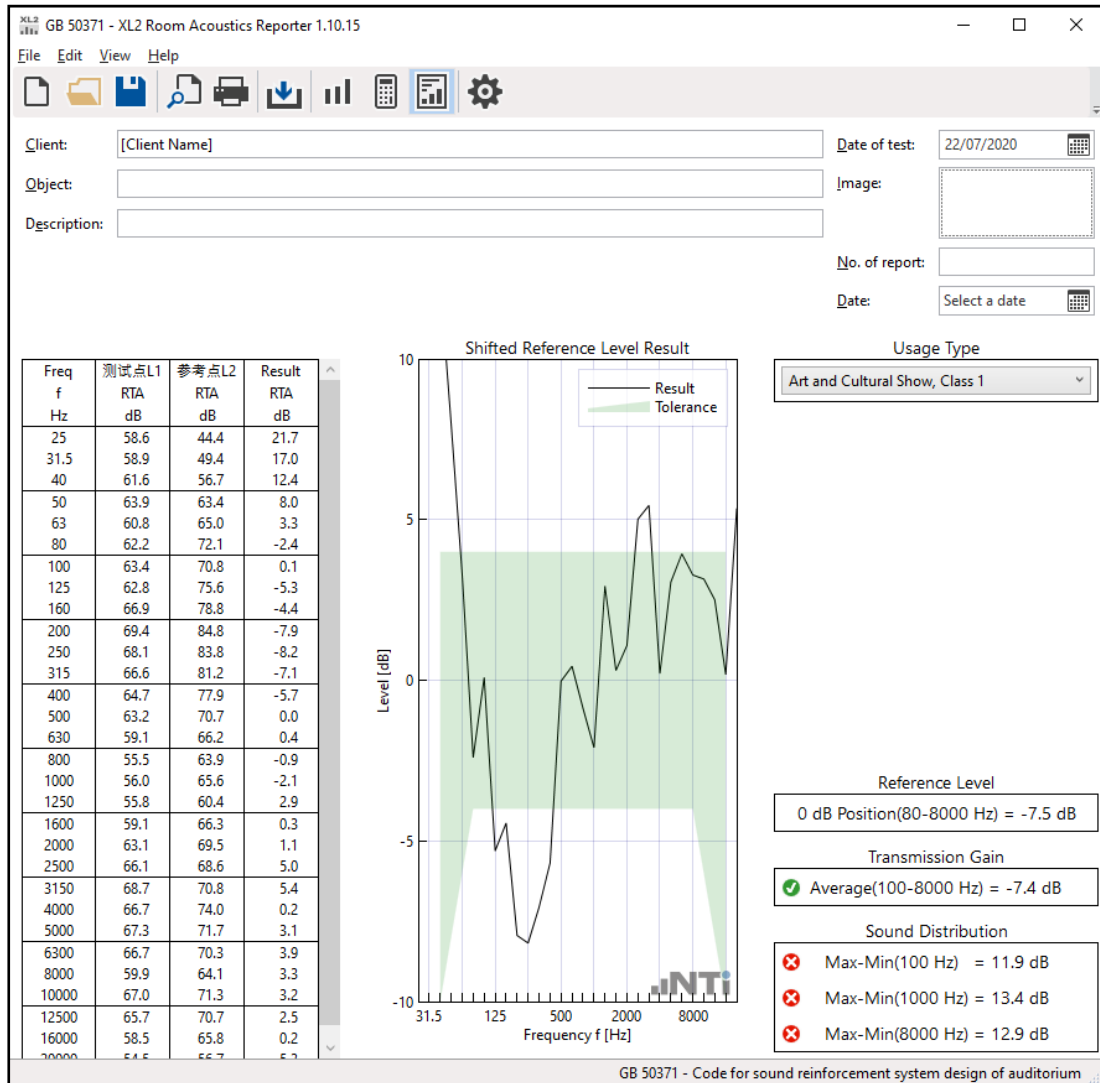 GB 50371 - XL2 Room Acoustics Reporter 1.10.15
File Edit View Help
Client: [Client Name]
Date of test: 22/07/2020
Object:
Image:
Description:
No. of report:
Date: Select a date
Freq 测试点L1 参考点L2 Result
f RTA RTA RTA
Hz dB dB dB
25 58.6 44.4 21.7
31.5 58.9 49.4 17.0
40 61.6 56.7 12.4
50 63.9 63.4 8.0
63 60.8 65.0 3.3
80 62.2 72.1 -2.4
100 63.4 70.8 0.1
125 62.8 75.6 -5.3
160 66.9 78.8 -4.4
200 69.4 84.8 -7.9
250 68.1 83.8 -8.2
315 66.6 81.2 -7.1
400 64.7 77.9 -5.7
500 63.2 70.7 0.0
630 59.1 66.2 0.4
800 55.5 63.9 -0.9
1000 56.0 65.6 -2.1
1250 55.8 60.4 2.9
1600 59.1 66.3 0.3
2000 63.1 69.5 1.1
2500 66.1 68.6 5.0
3150 68.7 70.8 5.4
4000 66.7 74.0 0.2
5000 67.3 71.7 3.1
6300 66.7 70.3 3.9
8000 59.9 64.1 3.3
10000 67.0 71.3 3.2
12500 65.7 70.7 2.5
16000 58.5 65.8 0.2
Shifted Reference Level Result
Result
Tolerance
10
5
0
-5
-10
Level [dB]
31.5 125 500 2000 8000
Frequency f [Hz]
NTi
Usage Type
Art and Cultural Show, Class 1
Reference Level
0 dB Position(80-8000 Hz) = -7.5 dB
Transmission Gain
Average(100-8000 Hz) = -7.4 dB
Sound Distribution
Max-Min(100 Hz) = 11.9 dB
Max-Min(1000 Hz) = 13.4 dB
Max-Min(8000 Hz) = 12.9 dB
GB 50371 - Code for sound reinforcement system design of auditorium